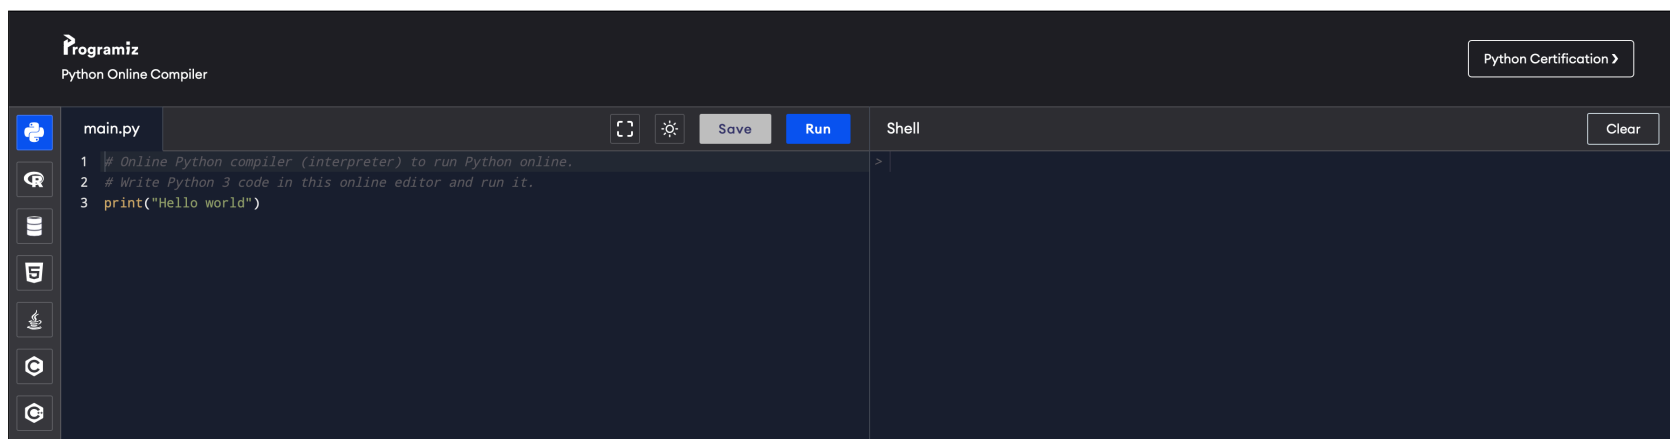 Programiz
Python Online Compiler
Python Certification ❯
main.py
Save
Run
Shell
Clear
1 # Online Python compiler (interpreter) to run Python online.
2 # Write Python 3 code in this online editor and run it.
3 print("Hello world")
>